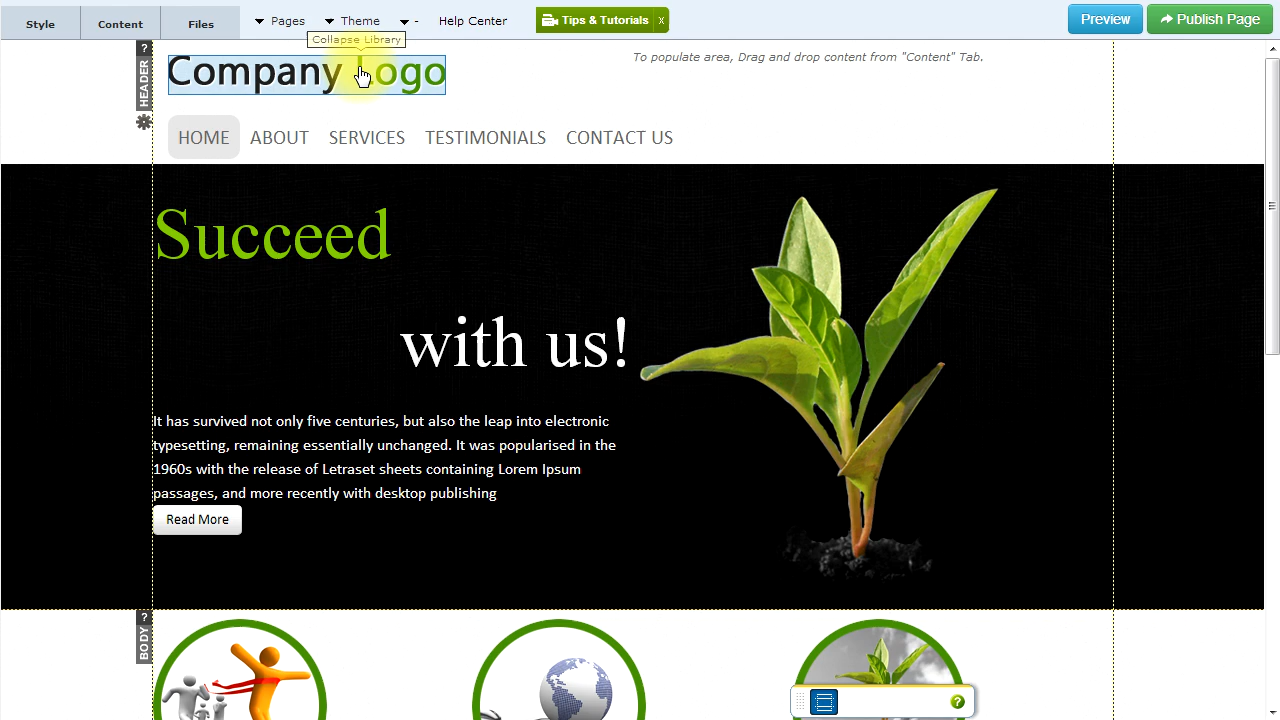 Style Content Files Pages Theme - Help Center Tips & Tutorials x Preview Publish Page
Collapse Library
? HEADER
Company Logo
To populate area, Drag and drop content from "Content" Tab.
HOME ABOUT SERVICES TESTIMONIALS CONTACT US
Succeed
with us!
It has survived not only five centuries, but also the leap into electronic
typesetting, remaining essentially unchanged. It was popularised in the
1960s with the release of Letraset sheets containing Lorem Ipsum
passages, and more recently with desktop publishing
Read More
? BODY
?